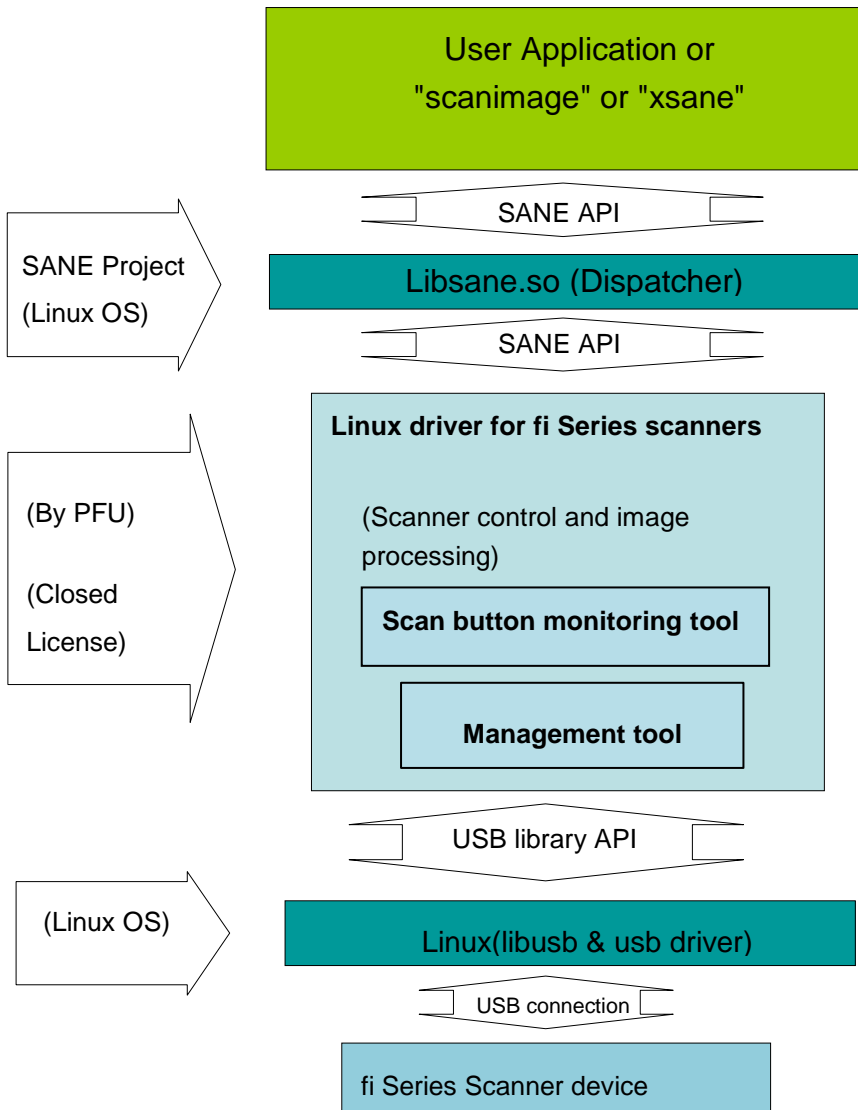 User Application or
"scanimage" or "xsane"
SANE API
SANE Project
(Linux OS)
Libsane.so (Dispatcher)
SANE API
Linux driver for fi Series scanners
(By PFU)
(Closed
License)
(Scanner control and image
processing)
Scan button monitoring tool
Management tool
USB library API
(Linux OS)
Linux(libusb & usb driver)
USB connection
fi Series Scanner device